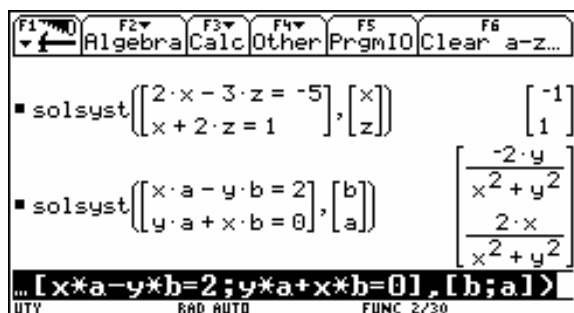 F1 F2 F3 F4 F5 F6
Algebra Calc Other PrgmIO Clear a-z…
▪ solsyst([2·x - 3·z = -5
x + 2·z = 1], [x
z]) [-1
1]
▪ solsyst([x·a - y·b = 2
y·a + x·b = 0], [b
a]) [-2·y / x² + y²
2·x / x² + y²]
…[x*a-y*b=2;y*a+x*b=0],[b;a])
UTY RAD AUTO FUNC 2/30